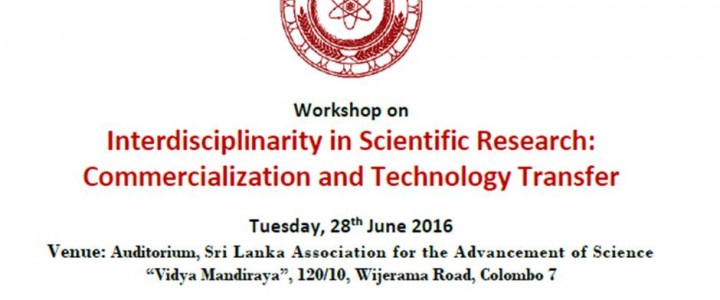 Workshop on
Interdisciplinarity in Scientific Research:
Commercialization and Technology Transfer
Tuesday, 28th June 2016
Venue: Auditorium, Sri Lanka Association for the Advancement of Science
“Vidya Mandiraya”, 120/10, Wijerama Road, Colombo 7